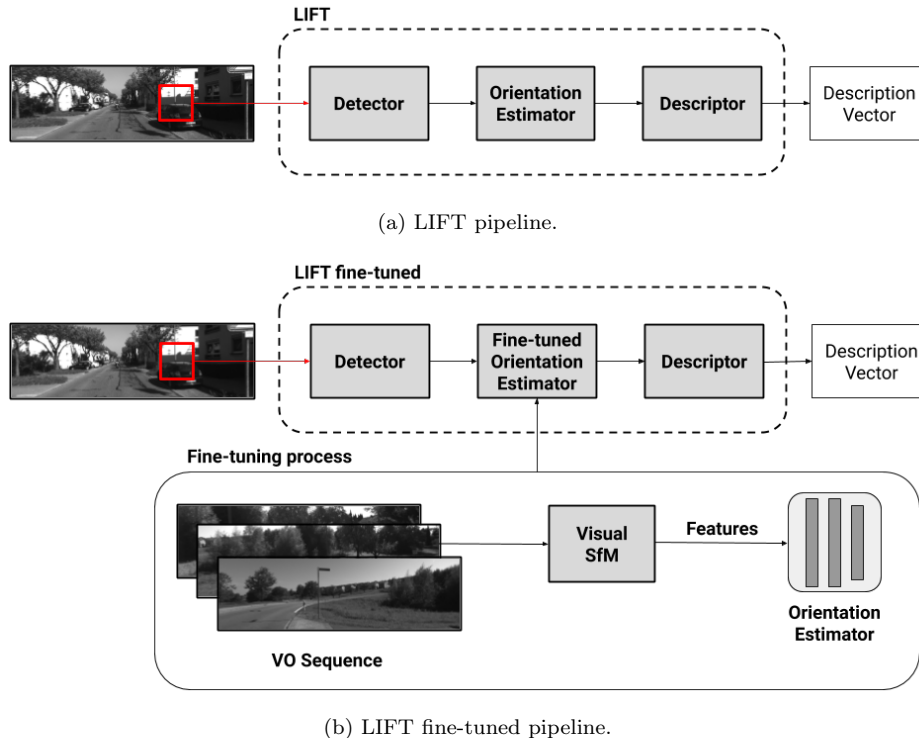 LIFT
Detector
Orientation
Estimator
Descriptor
Description
Vector
(a) LIFT pipeline.
LIFT fine-tuned
Detector
Fine-tuned
Orientation
Estimator
Descriptor
Description
Vector
Fine-tuning process
Visual
SfM
Features
Orientation
Estimator
VO Sequence
(b) LIFT fine-tuned pipeline.